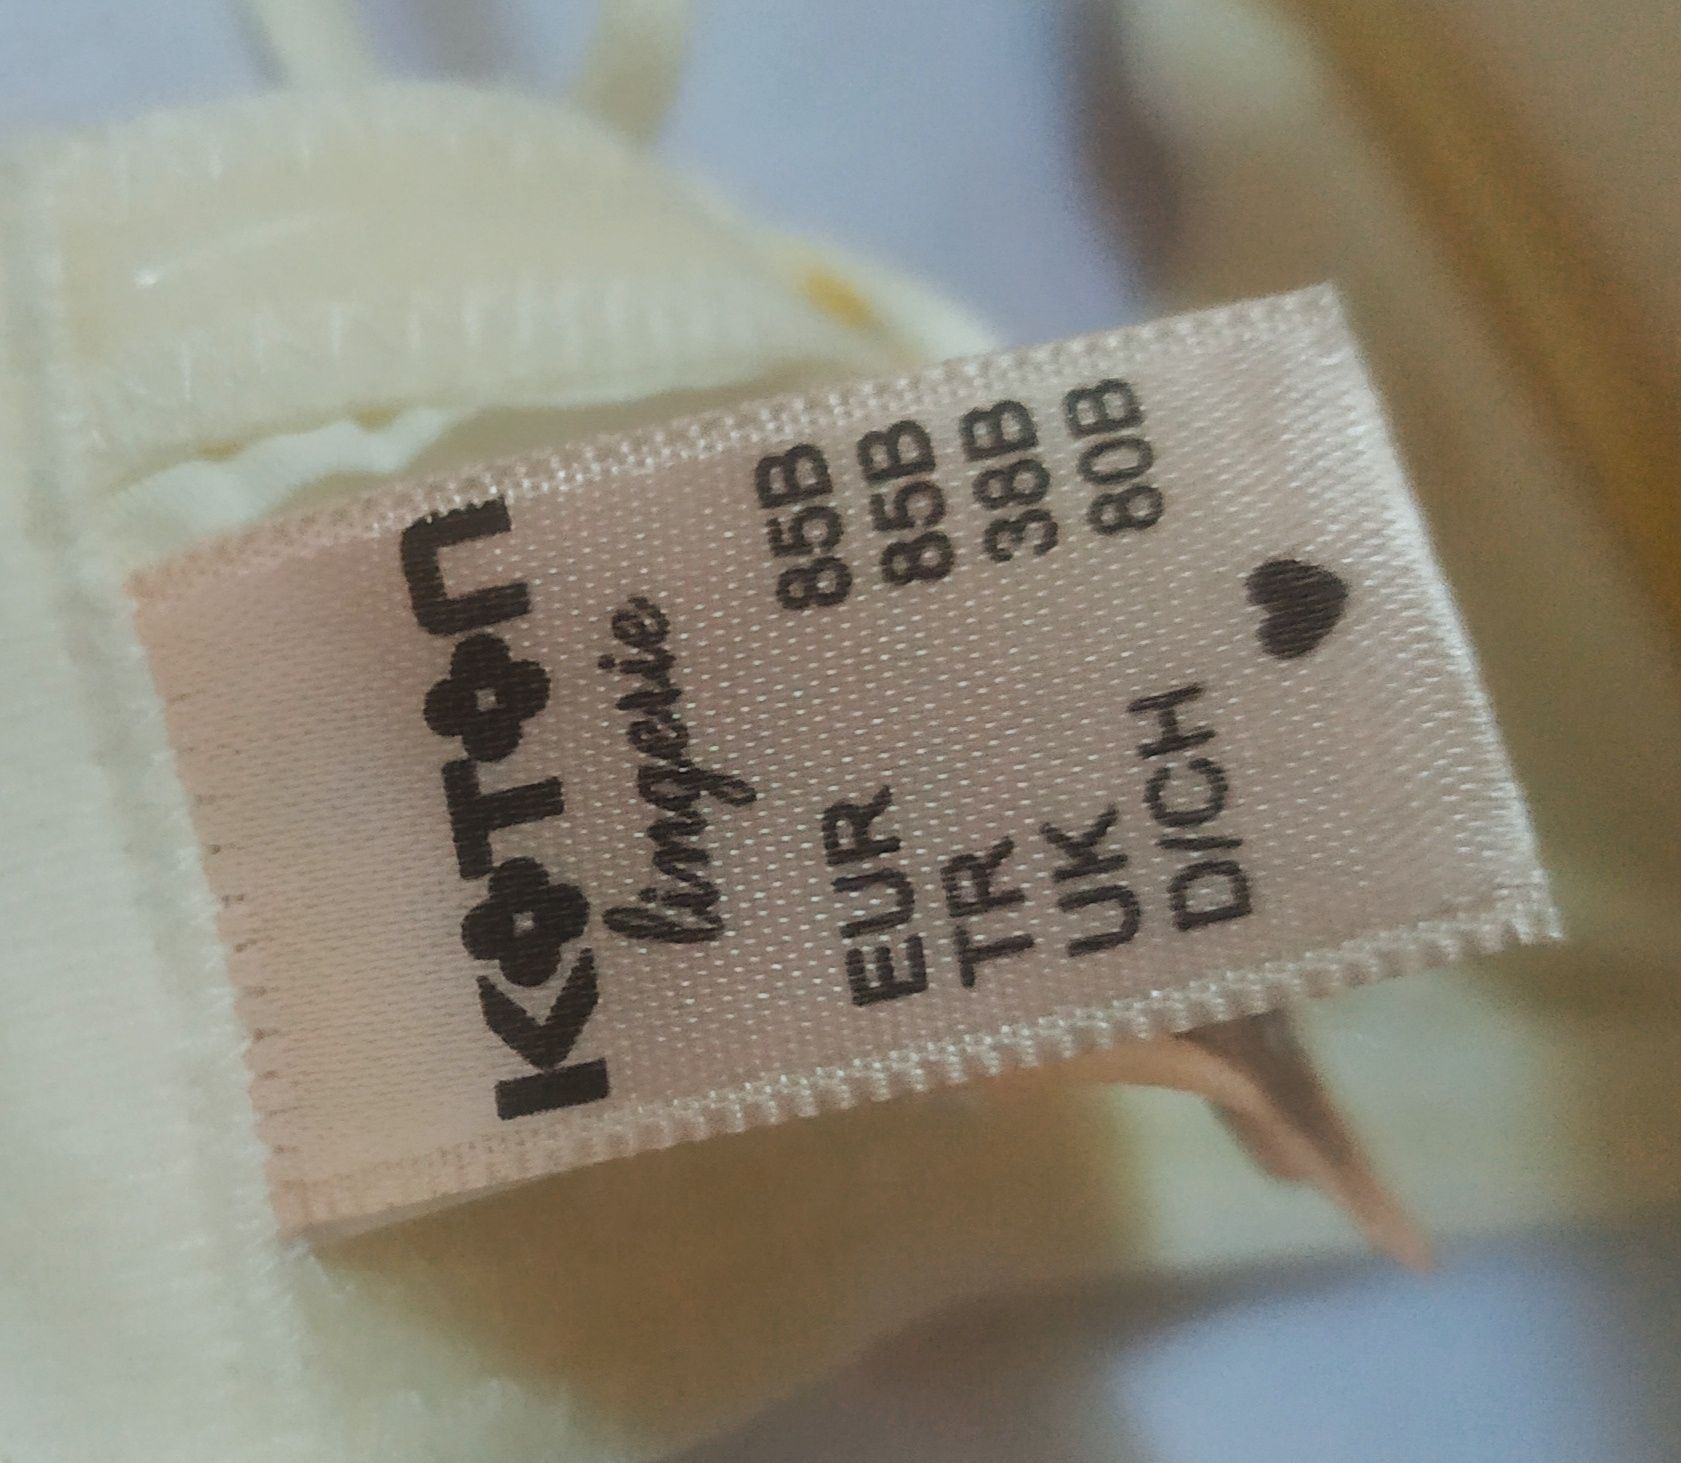 KOTON
lingerie
EUR 85B
TR 85B
UK 38B
D/CH 80B